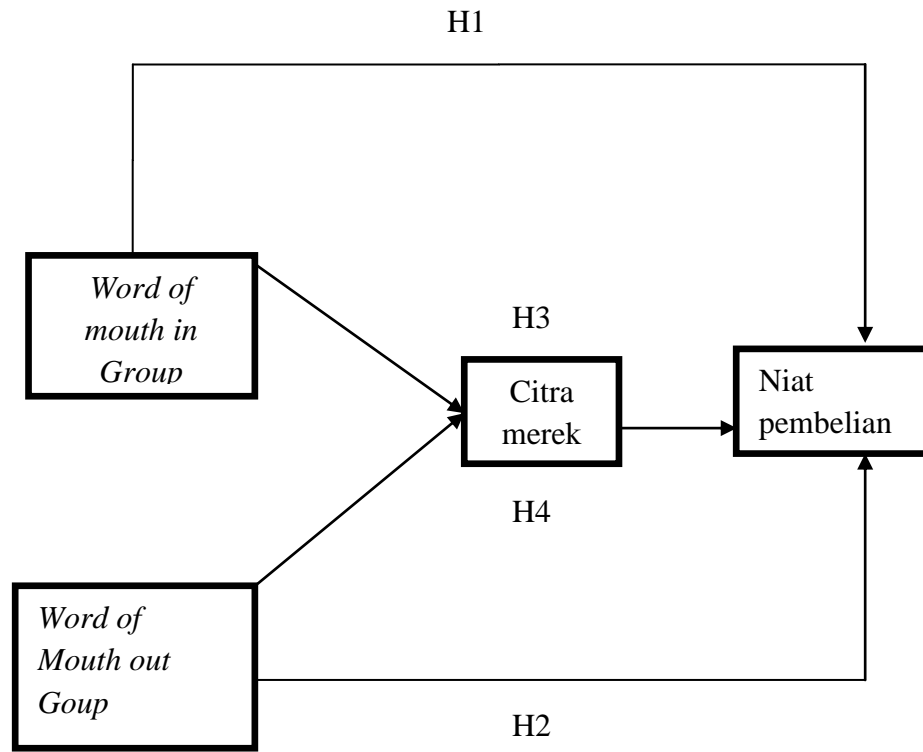 H1
Word of
mouth in
Group
H3
Citra
merek
Niat
pembelian
H4
Word of
Mouth out
Goup
H2